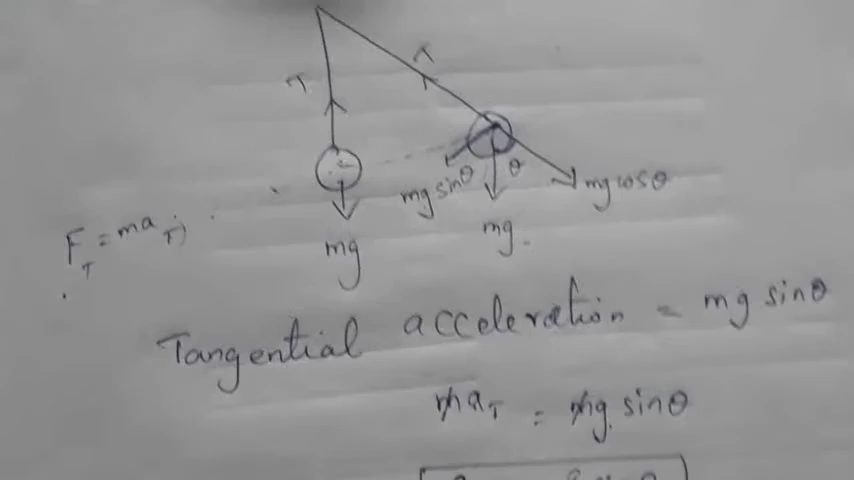 T
T
mg sinθ
θ
mg cosθ
mg
mg.
F_T = ma_T
Tangential acceleration = mg sinθ
ma_T = mg sinθ